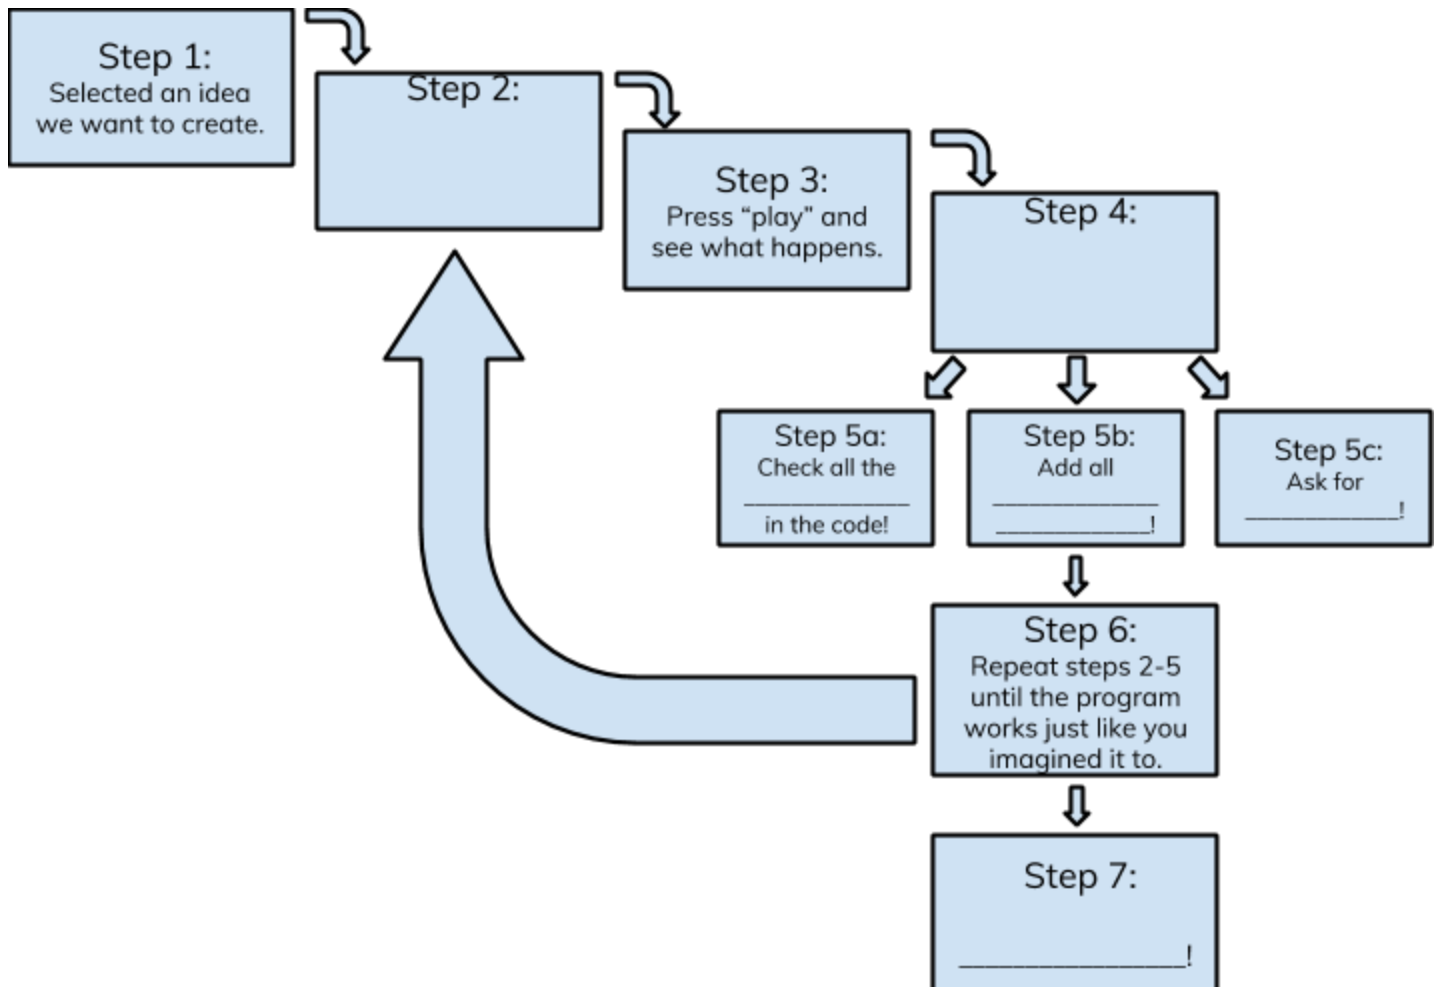 Step 1:
Selected an idea
we want to create.
Step 2:
Step 3:
Press “play” and
see what happens.
Step 4:
Step 5a:
Check all the
______________
in the code!
Step 5b:
Add all
______________
_____________!
Step 5c:
Ask for
_____________!
Step 6:
Repeat steps 2-5
until the program
works just like you
imagined it to.
Step 7:
_________________!